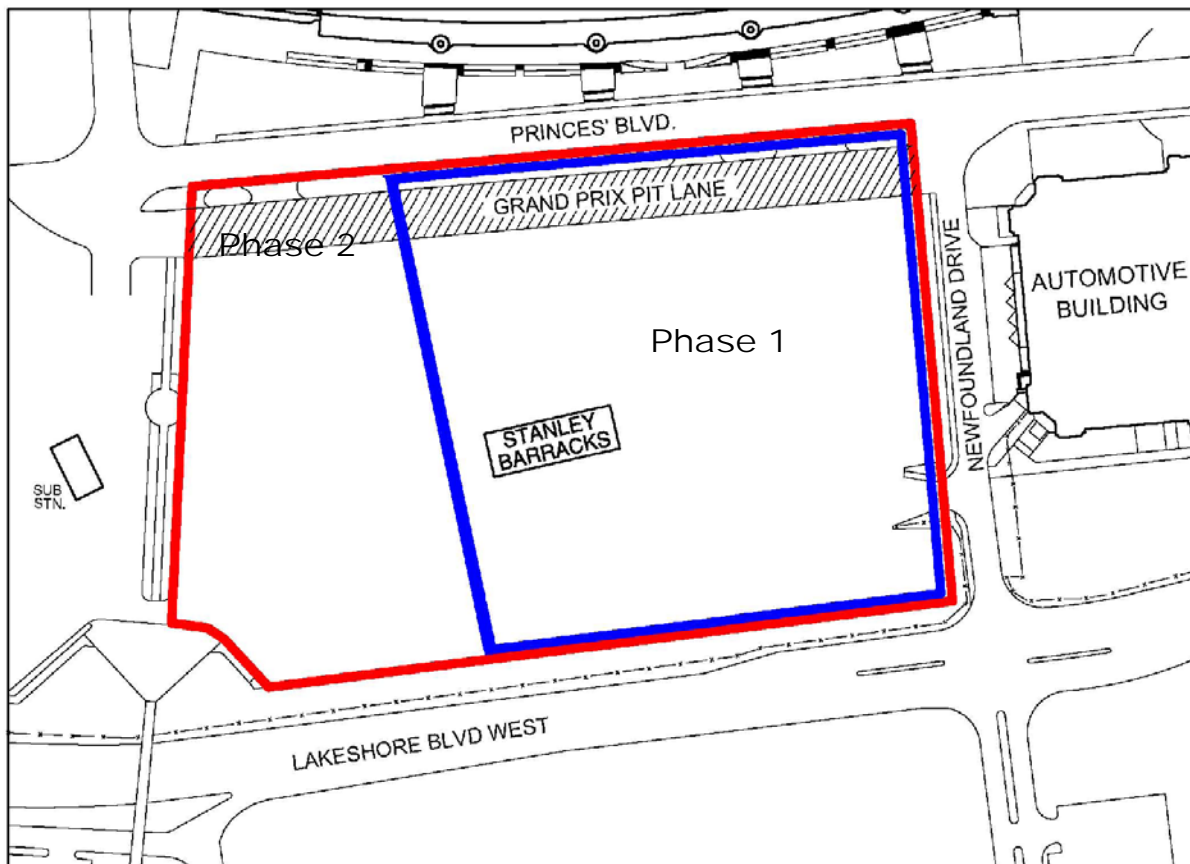 PRINCES' BLVD.
GRAND PRIX PIT LANE
Phase 2
NEWFOUNDLAND DRIVE
AUTOMOTIVE
BUILDING
Phase 1
STANLEY
BARRACKS
SUB
STN.
LAKESHORE BLVD WEST